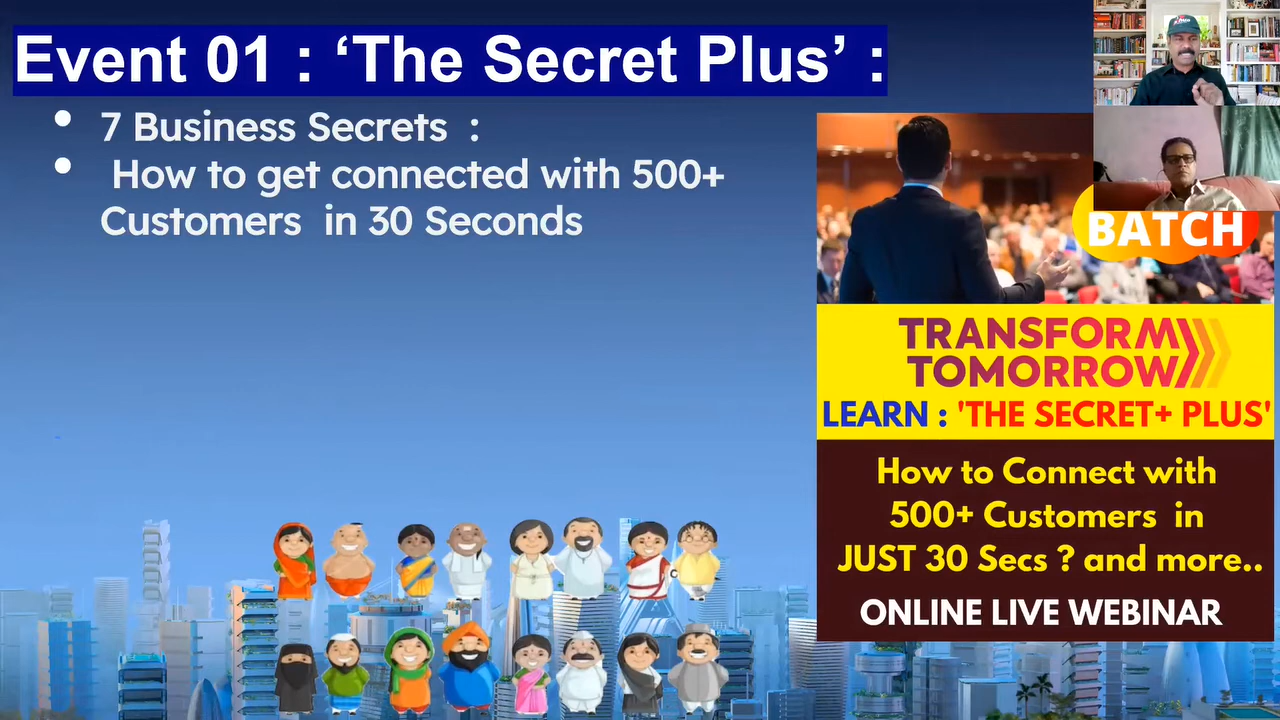 Event 01 : ‘The Secret Plus’ :
• 7 Business Secrets :
• How to get connected with 500+
Customers in 30 Seconds
BATCH
TRANSFORM
TOMORROW
LEARN : 'THE SECRET+ PLUS'
How to Connect with
500+ Customers in
JUST 30 Secs ? and more..
ONLINE LIVE WEBINAR